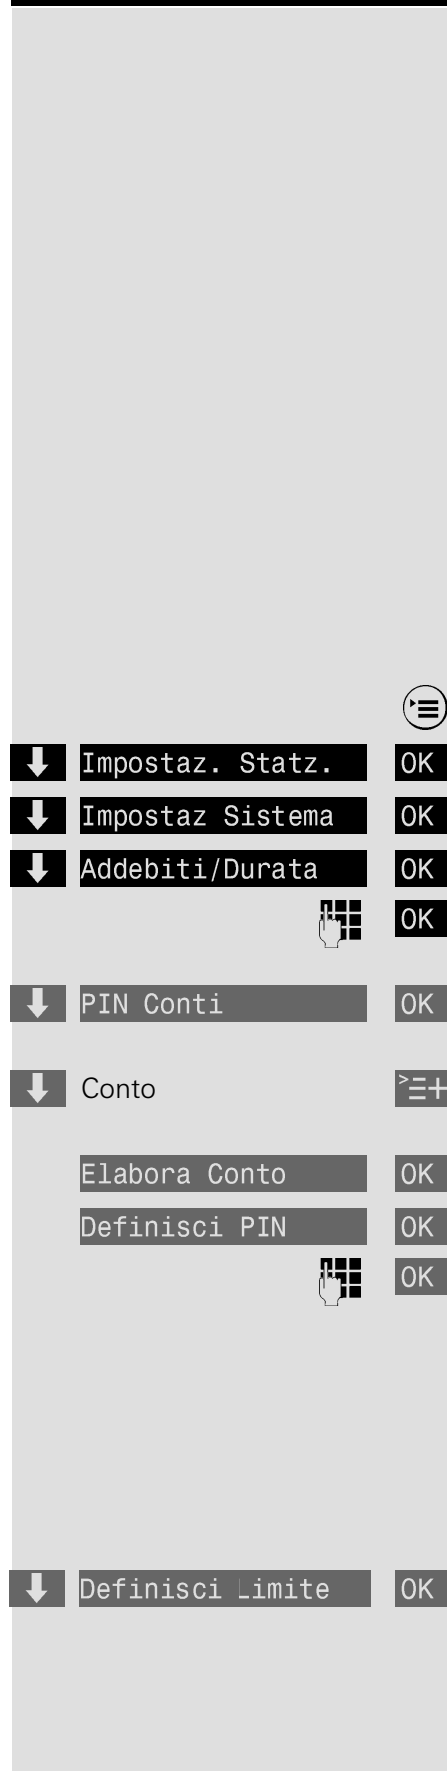 Impostaz. Statz. OK
Impostaz Sistema OK
Addebiti/Durata OK
OK
PIN Conti OK
Conto
Elabora Conto OK
Definisci PIN OK
OK
Definisci Limite OK